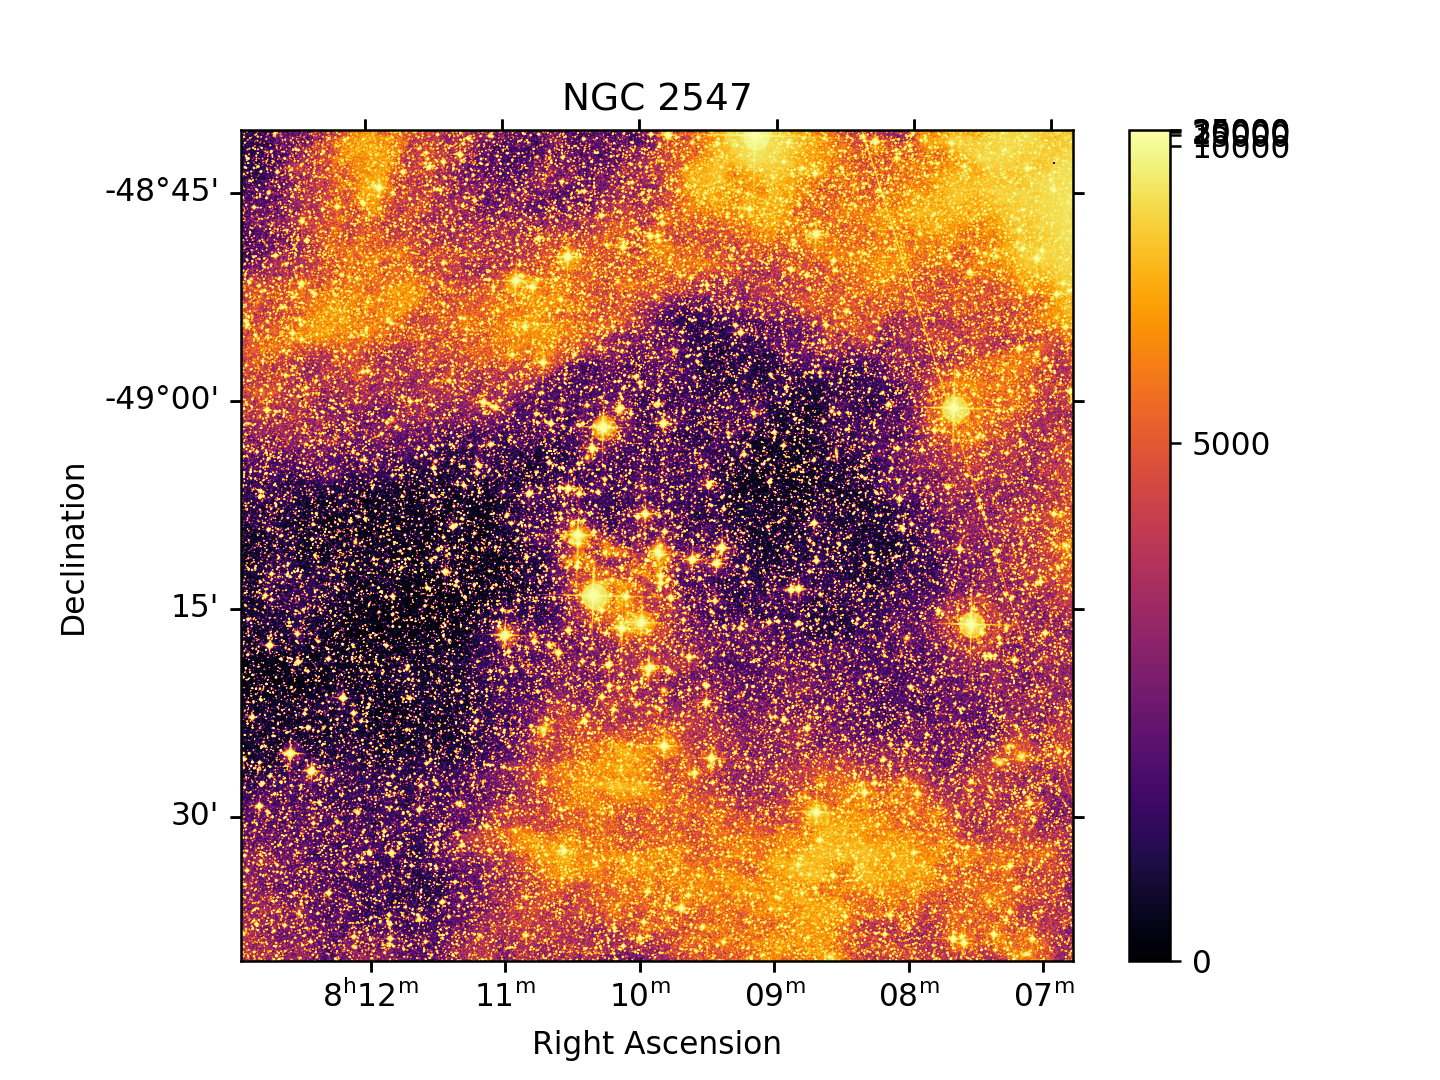 NGC 2547
-48°45'
-49°00'
15'
30'
Declination
8ʰ12ᵐ 11ᵐ 10ᵐ 09ᵐ 08ᵐ 07ᵐ
Right Ascension
10000
5000
0